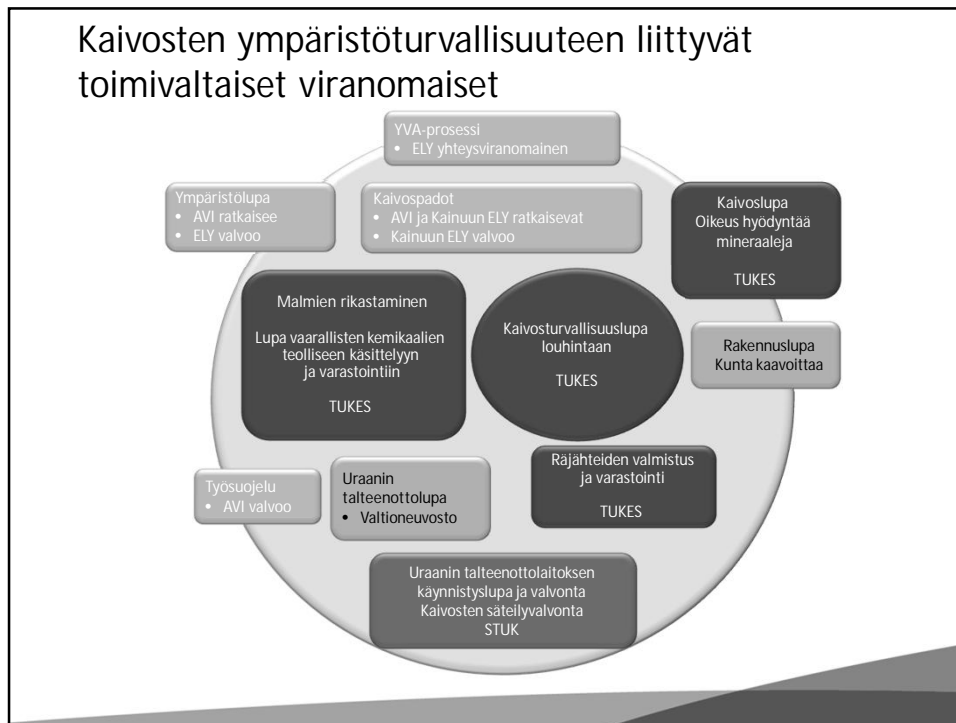 Kaivosten ympäristöturvallisuuteen liittyvät
toimivaltaiset viranomaiset
YVA-prosessi
• ELY yhteysviranomainen
Ympäristölupa
• AVI ratkaisee
• ELY valvoo
Kaivospadot
• AVI ja Kainuun ELY ratkaisevat
• Kainuun ELY valvoo
Kaivoslupa
Oikeus hyödyntää
mineraaleja
TUKES
Malmien rikastaminen
Lupa vaarallisten kemikaalien
teolliseen käsittelyyn
ja varastointiin
TUKES
Kaivosturvallisuuslupa
louhintaan
TUKES
Rakennuslupa
Kunta kaavoittaa
Työsuojelu
• AVI valvoo
Uraanin
talteenottolupa
• Valtioneuvosto
Räjähteiden valmistus
ja varastointi
TUKES
Uraanin talteenottolaitoksen
käynnistyslupa ja valvonta
Kaivosten säteilyvalvonta
STUK